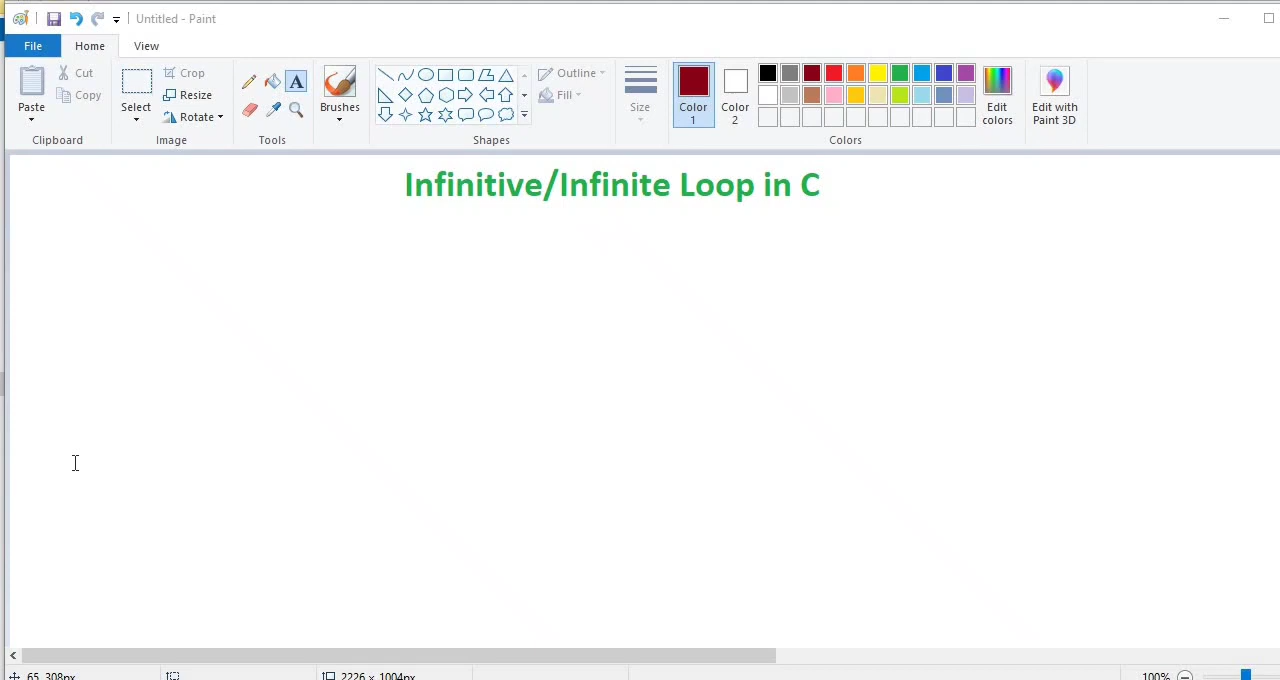 Untitled - Paint
File Home View
Cut Crop Outline
Copy Resize Fill
Rotate
Paste Select Brushes Size Color 1 Color 2 Edit colors Edit with Paint 3D
A
Clipboard Image Tools Shapes Colors
Infinitive/Infinite Loop in C
65, 308px 2226 × 1004px 100%